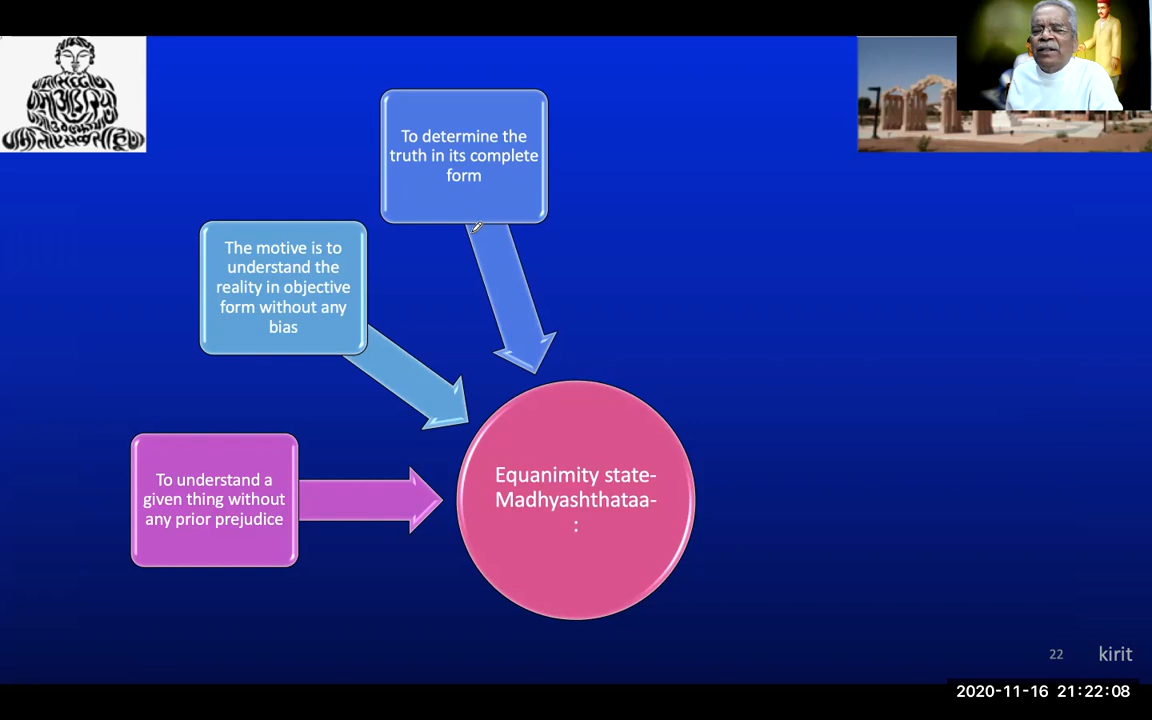 To determine the
truth in its complete
form
The motive is to
understand the
reality in objective
form without any
bias
To understand a
given thing without
any prior prejudice
Equanimity state-
Madhyashthataa-
:
22
kirit
2020-11-16 21:22:08